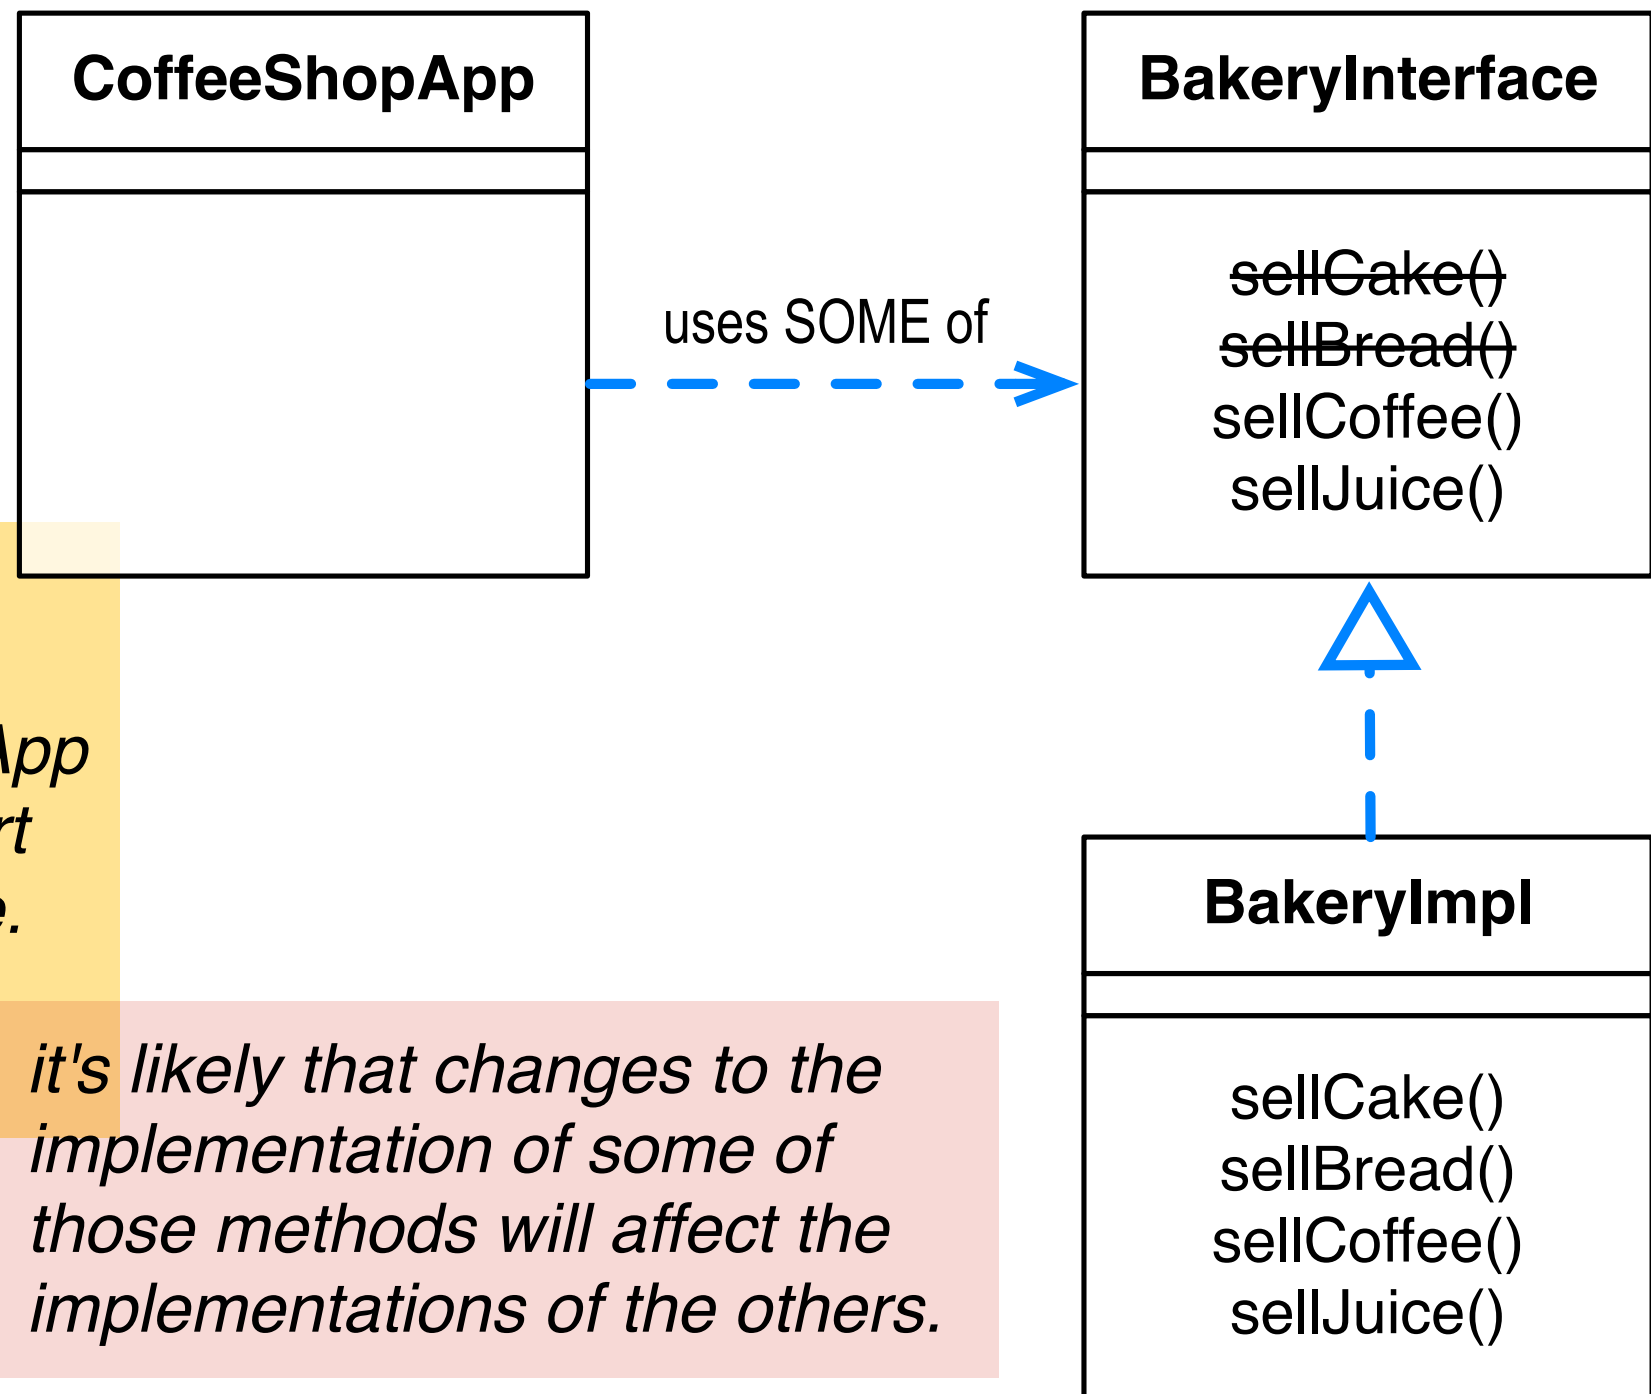 CoffeeShopApp
BakeryInterface
uses SOME of
sellCake()
sellBread()
sellCoffee()
sellJuice()
App
e.
BakeryImpl
it's likely that changes to the
implementation of some of
those methods will affect the
implementations of the others.
sellCake()
sellBread()
sellCoffee()
sellJuice()